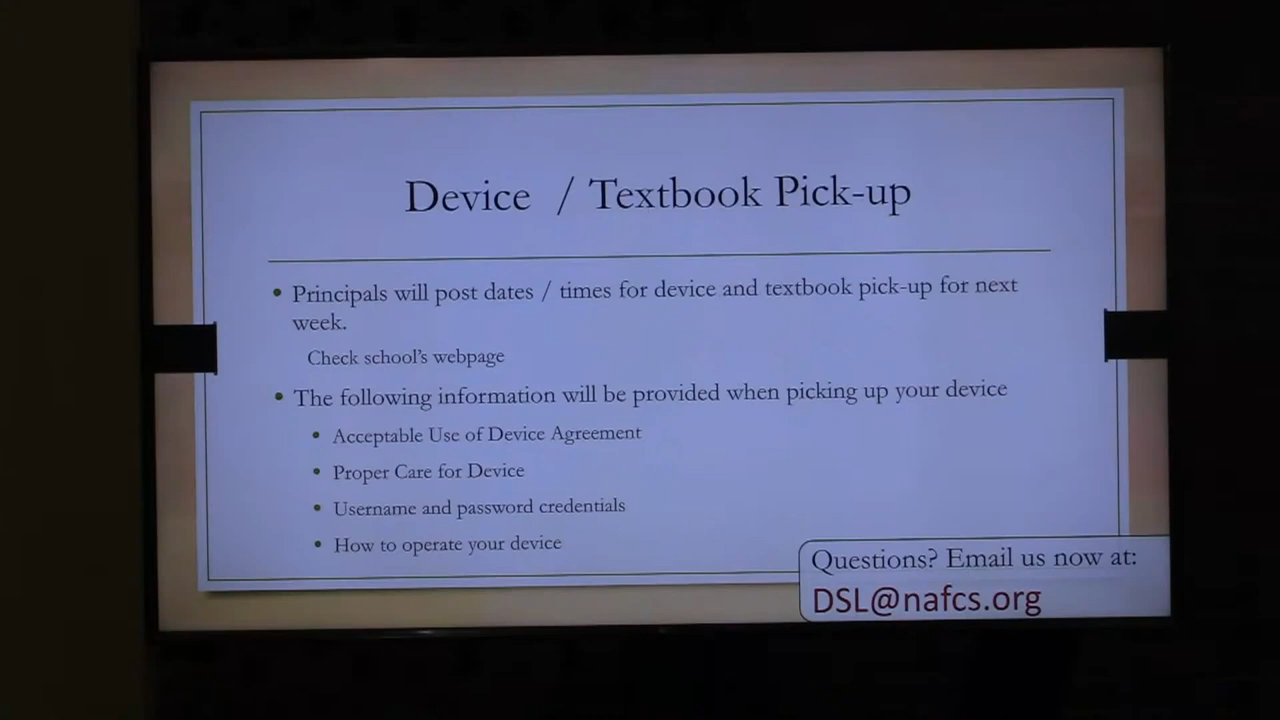 Device / Textbook Pick-up
• Principals will post dates / times for device and textbook pick-up for next
week.
Check school's webpage
• The following information will be provided when picking up your device
• Acceptable Use of Device Agreement
• Proper Care for Device
• Username and password credentials
• How to operate your device
Questions? Email us now at:
DSL@nafcs.org